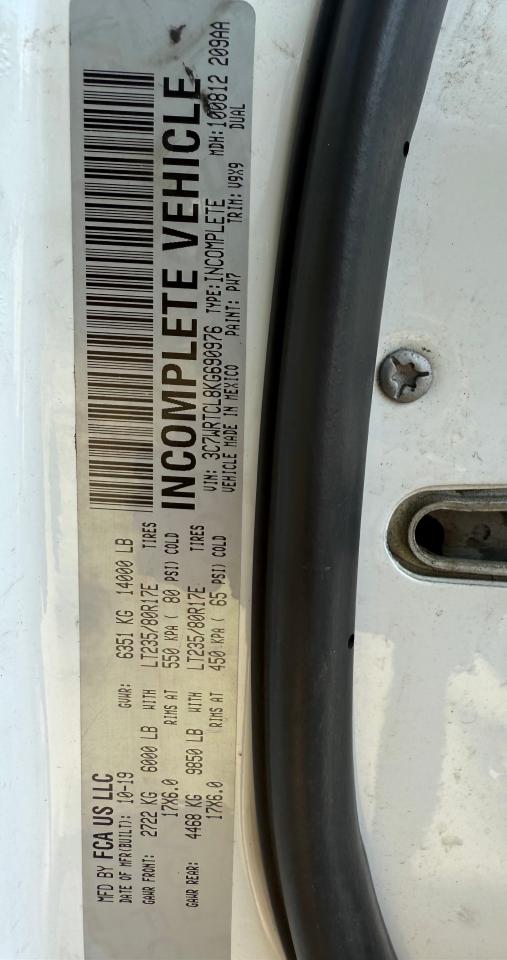 MFD BY FCA US LLC
DATE OF MFR(BUILT): 10-19 GVWR: 6351 KG 14000 LB
GAWR FRONT: 2722 KG 6000 LB WITH LT235/80R17E TIRES
17X6.0 RIMS AT 550 KPA ( 80 PSI) COLD
GAWR REAR: 4468 KG 9850 LB WITH LT235/80R17E TIRES
17X6.0 RIMS AT 450 KPA ( 65 PSI) COLD
INCOMPLETE VEHICLE
VIN: 3C7WRTCL8KG690976 TYPE: INCOMPLETE MDH: 100812 209AA
VEHICLE MADE IN MEXICO PAINT: PW7 TRIM: V9X9 DUAL